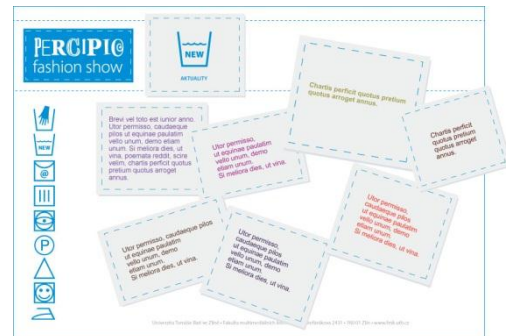 PERCIPIO
fashion show
NEW
AKTUALITY
NEW
@
P
Chartis perficit quotus pretium
quotus arroget annus.
Brevi vel toto est iunior anno.
Utor permisso, caudaeque
pilos ut equinae paulatim
vello unum, demo etiam
unum. Si meliora dies, ut
vina, poemata reddit, scire
velim, chartis perficit quotus
pretium quotus arroget
annus.
Utor permisso,
caudaeque pilos
ut equinae paulatim
vello unum, demo
etiam unum.
Si meliora dies, ut vina.
Chartis perficit
quotus pretium
quotus arroget
annus.
Utor permisso, caudaeque pilos
ut equinae paulatim
vello unum, demo
etiam unum.
Si meliora dies, ut vina.
Utor permisso,
caudaeque pilos
ut equinae paulatim
vello unum, demo
etiam unum.
Si meliora dies, ut vina.
Utor permisso,
caudaeque pilos
ut equinae paulatim
vello unum, demo
etiam unum.
Si meliora dies, ut vina.